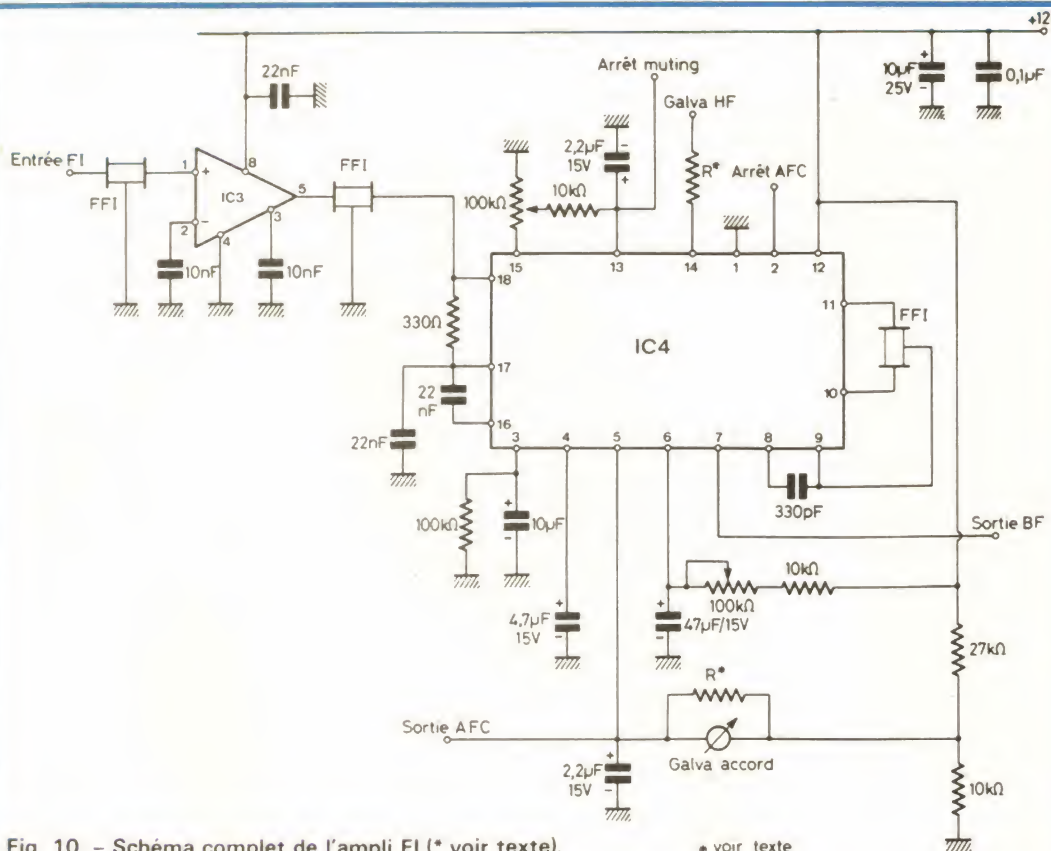 +12
22nF
Arrêt muting
10µF
25V
0,1µF
Galva HF
Entrée FI
FFI
1
+
8
IC3
5
FFI
2
-
4
3
10nF
10nF
2,2µF
15V
-
+
100kΩ
10kΩ
R*
Arrêt AFC
15
13
14
1
2
12
18
330Ω
17
22
nF
16
22nF
IC4
11
FFI
10
3
4
5
6
7
8
9
330pF
Sortie BF
100kΩ
+
-
10µF
+
4,7µF
15V
-
10kΩ
100kΩ
+
-
47µF/15V
27kΩ
R*
Sortie AFC
Galva accord
+
2,2µF
15V
-
10kΩ
Fig. 10. – Schéma complet de l'ampli FI (* voir texte).
* voir texte